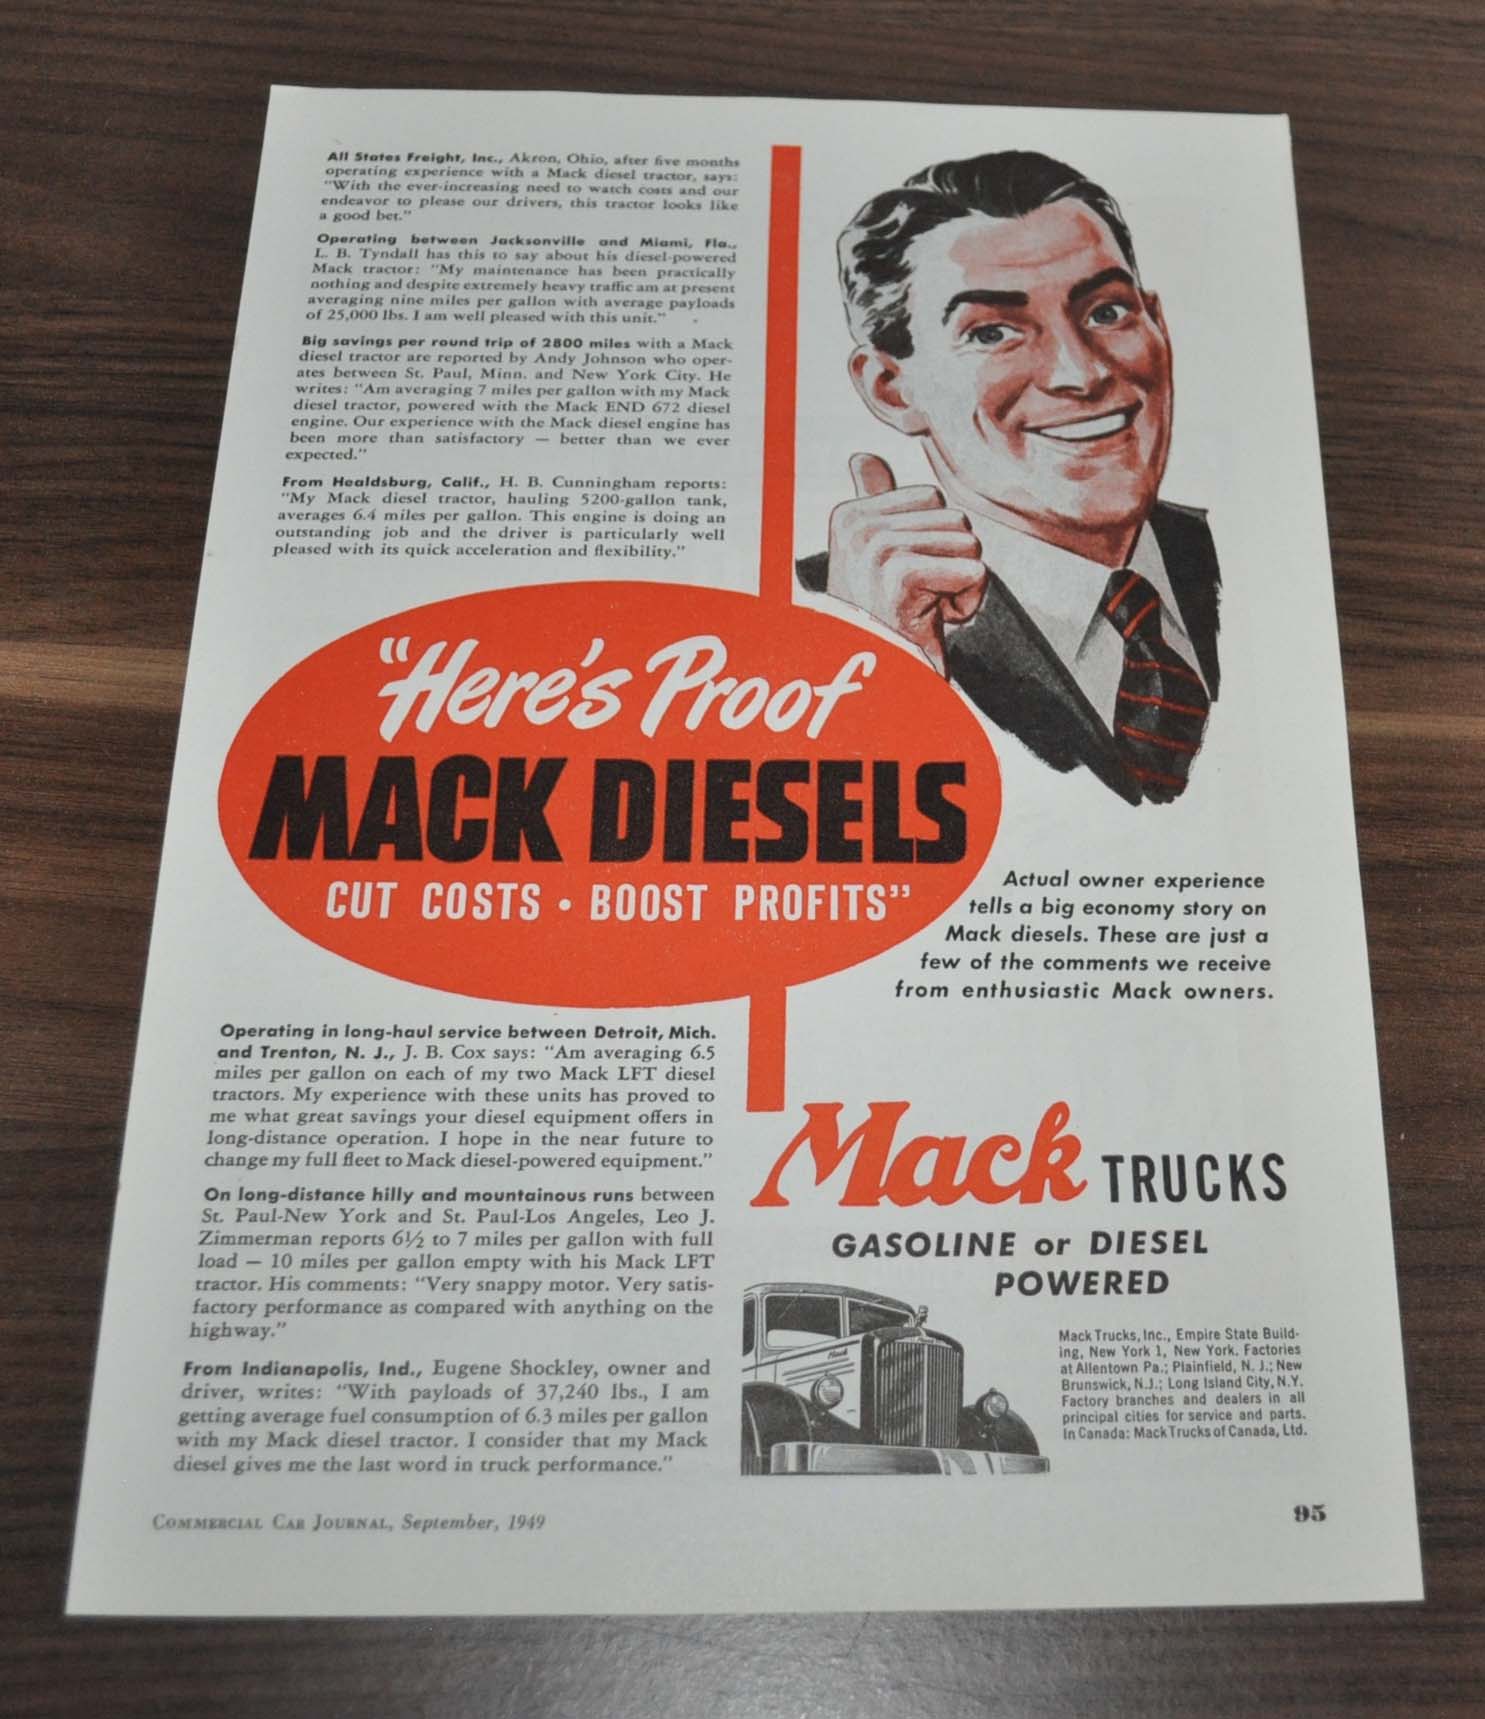 All States Freight, Inc., Akron, Ohio, after five months
operating experience with a Mack diesel tractor, says:
"With the ever-increasing need to watch costs and our
endeavor to please our drivers, this tractor looks like
a good bet."
Operating between Jacksonville and Miami, Fla.,
L. B. Tyndall has this to say about his diesel-powered
Mack tractor: "My maintenance has been practically
nothing and despite extremely heavy traffic am at present
averaging nine miles per gallon with average payloads
of 25,000 lbs. I am well pleased with this unit."
Big savings per round trip of 2800 miles with a Mack
diesel tractor are reported by Andy Johnson who oper-
ates between St. Paul, Minn. and New York City. He
writes: "Am averaging 7 miles per gallon with my Mack
diesel tractor, powered with the Mack END 672 diesel
engine. Our experience with the Mack diesel engine has
been more than satisfactory — better than we ever
expected."
From Healdsburg, Calif., H. B. Cunningham reports:
"My Mack diesel tractor, hauling 5200-gallon tank,
averages 6.4 miles per gallon. This engine is doing an
outstanding job and the driver is particularly well
pleased with its quick acceleration and flexibility."
"Here's Proof
MACK DIESELS
CUT COSTS • BOOST PROFITS"
Actual owner experience
tells a big economy story on
Mack diesels. These are just a
few of the comments we receive
from enthusiastic Mack owners.
Operating in long-haul service between Detroit, Mich.
and Trenton, N. J., J. B. Cox says: "Am averaging 6.5
miles per gallon on each of my two Mack LFT diesel
tractors. My experience with these units has proved to
me what great savings your diesel equipment offers in
long-distance operation. I hope in the near future to
change my full fleet to Mack diesel-powered equipment."
On long-distance hilly and mountainous runs between
St. Paul-New York and St. Paul-Los Angeles, Leo J.
Zimmerman reports 6½ to 7 miles per gallon with full
load — 10 miles per gallon empty with his Mack LFT
tractor. His comments: "Very snappy motor. Very satis-
factory performance as compared with anything on the
highway."
From Indianapolis, Ind., Eugene Shockley, owner and
driver, writes: "With payloads of 37,240 lbs., I am
getting average fuel consumption of 6.3 miles per gallon
with my Mack diesel tractor. I consider that my Mack
diesel gives me the last word in truck performance."
Mack TRUCKS
GASOLINE or DIESEL
POWERED
Mack
Mack Trucks, Inc., Empire State Build-
ing, New York 1, New York. Factories
at Allentown Pa.; Plainfield, N. J.; New
Brunswick, N.J.; Long Island City, N.Y.
Factory branches and dealers in all
principal cities for service and parts.
In Canada: Mack Trucks of Canada, Ltd.
COMMERCIAL CAR JOURNAL, September, 1949
95